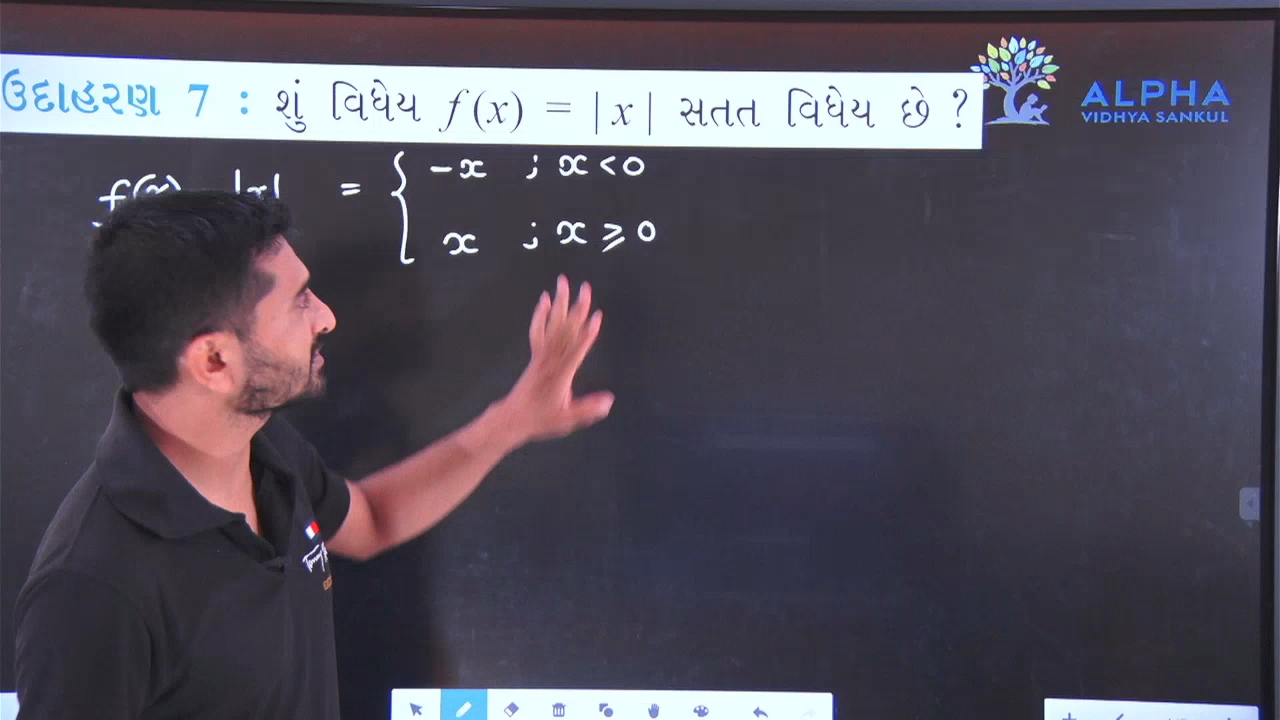 ઉદાહરણ 7 : શું વિધેય f(x) = |x| સતત વિધેય છે ?
ALPHA
VIDHYA SANKUL
f(x) |x| = { -x ; x < 0
x ; x ⩾ 0